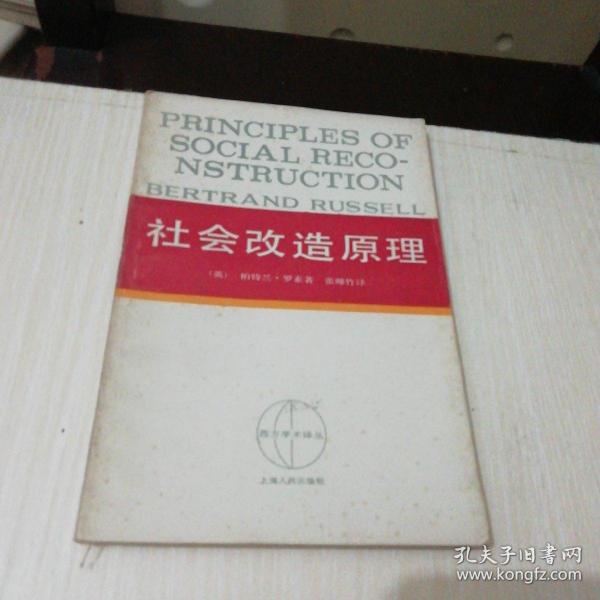 PRINCIPLES OF
SOCIAL RECO-
NSTRUCTION
BERTRAND RUSSELL
社会改造原理
〔英〕 柏特兰·罗素著 张师竹译
西方学术译丛
上海人民出版社
孔夫子旧书网
www.kongfz.com